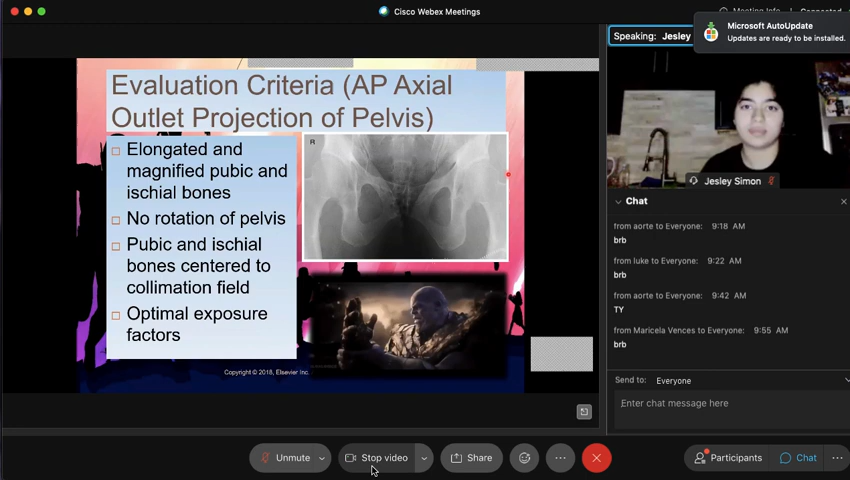 Cisco Webex Meetings
Meeting Info
Microsoft AutoUpdate
Updates are ready to be installed.
Speaking: Jesley
Evaluation Criteria (AP Axial
Outlet Projection of Pelvis)
Elongated and
magnified pubic and
ischial bones
No rotation of pelvis
Pubic and ischial
bones centered to
collimation field
Optimal exposure
factors
R
Copyright © 2018, Elsevier Inc.
Jesley Simon
Chat
from aorte to Everyone: 9:18 AM
brb
from luke to Everyone: 9:22 AM
brb
from aorte to Everyone: 9:42 AM
TY
from Maricela Vences to Everyone: 9:55 AM
brb
Send to: Everyone
Enter chat message here
Unmute
Stop video
Share
Participants
Chat